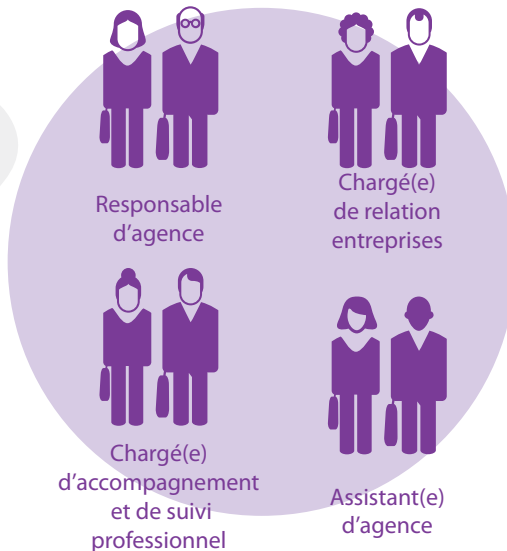 Responsable
d’agence
Chargé(e)
de relation
entreprises
Chargé(e)
d’accompagnement
et de suivi
professionnel
Assistant(e)
d’agence